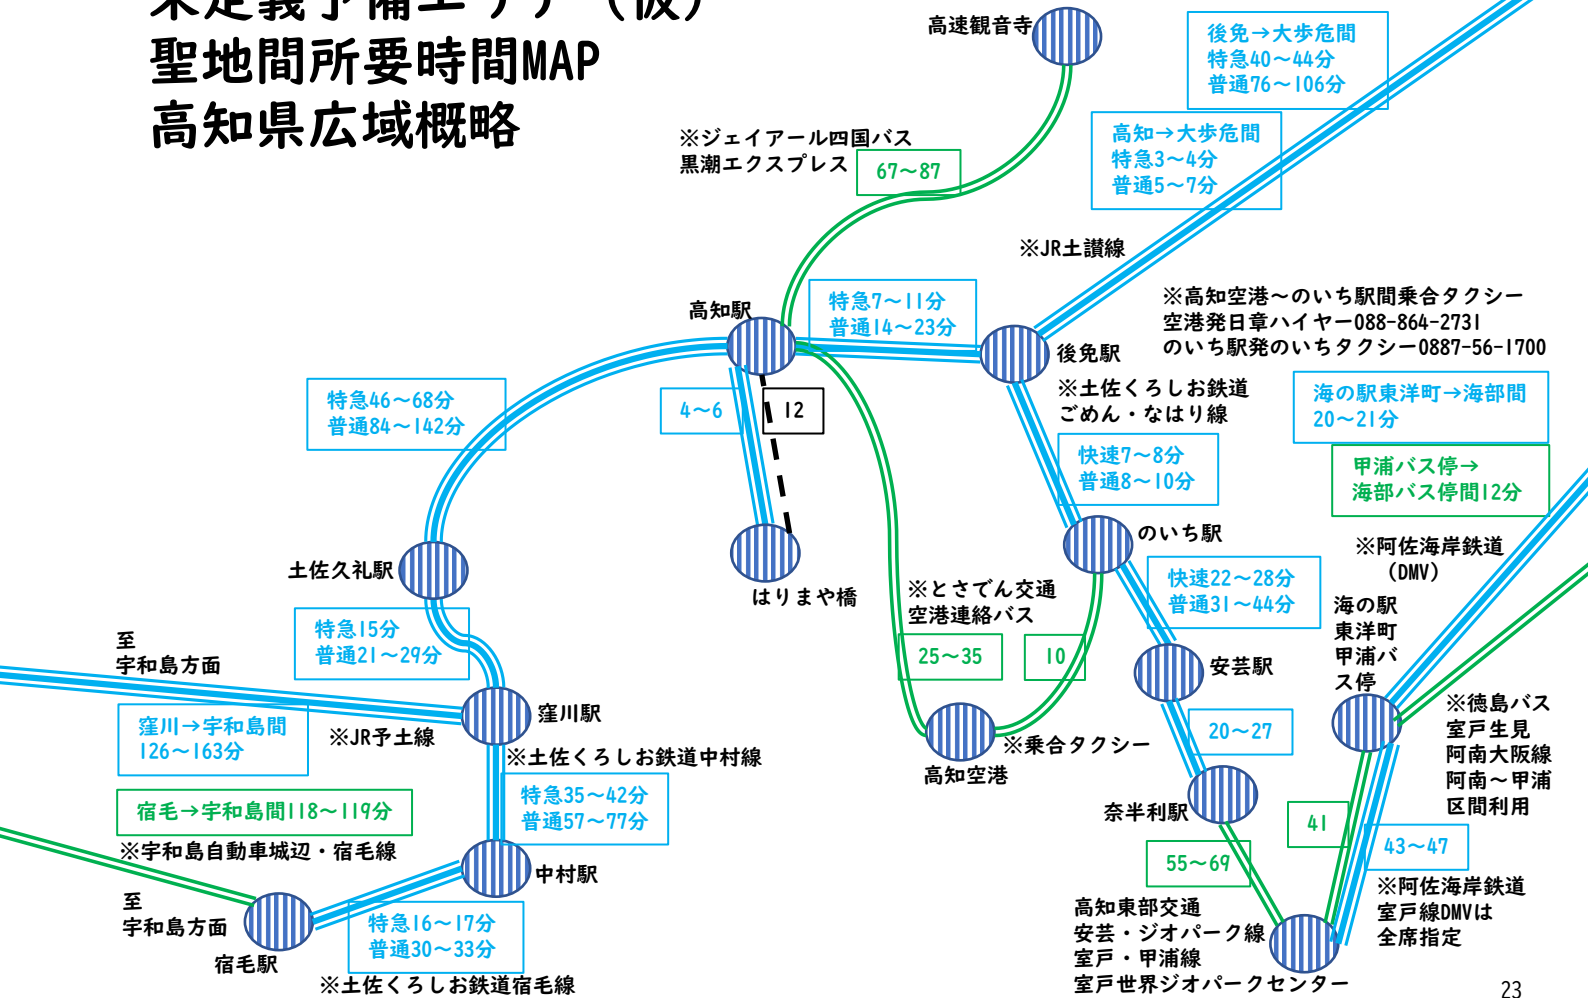 未定義予備エリア（仮）
聖地間所要時間MAP
高知県広域概略
高速観音寺
後免→大歩危間
特急40～44分
普通76～106分
※ジェイアール四国バス
黒潮エクスプレス
67～87
高知→大歩危間
特急3～4分
普通5～7分
※JR土讃線
高知駅
特急7～11分
普通14～23分
後免駅
※高知空港～のいち駅間乗合タクシー
空港発日章ハイヤー088-864-2731
のいち駅発のいちタクシー0887-56-1700
※土佐くろしお鉄道
ごめん・なはり線
特急46～68分
普通84～142分
4～6
12
海の駅東洋町→海部間
20～21分
快速7～8分
普通8～10分
甲浦バス停→
海部バス停間12分
のいち駅
※阿佐海岸鉄道
（DMV）
土佐久礼駅
はりまや橋
※とさでん交通
空港連絡バス
快速22～28分
普通31～44分
海の駅
東洋町
甲浦バ
ス停
特急15分
普通21～29分
至
宇和島方面
25～35
10
安芸駅
窪川駅
窪川→宇和島間
126～163分
※JR予土線
※土佐くろしお鉄道中村線
高知空港
※乗合タクシー
20～27
※徳島バス
室戸生見
阿南大阪線
阿南～甲浦
区間利用
特急35～42分
普通57～77分
宿毛→宇和島間118～119分
※宇和島自動車城辺・宿毛線
奈半利駅
41
43～47
55～69
中村駅
至
宇和島方面
特急16～17分
普通30～33分
宿毛駅
※土佐くろしお鉄道宿毛線
高知東部交通
安芸・ジオパーク線
室戸・甲浦線
室戸世界ジオパークセンター
※阿佐海岸鉄道
室戸線DMVは
全席指定
23